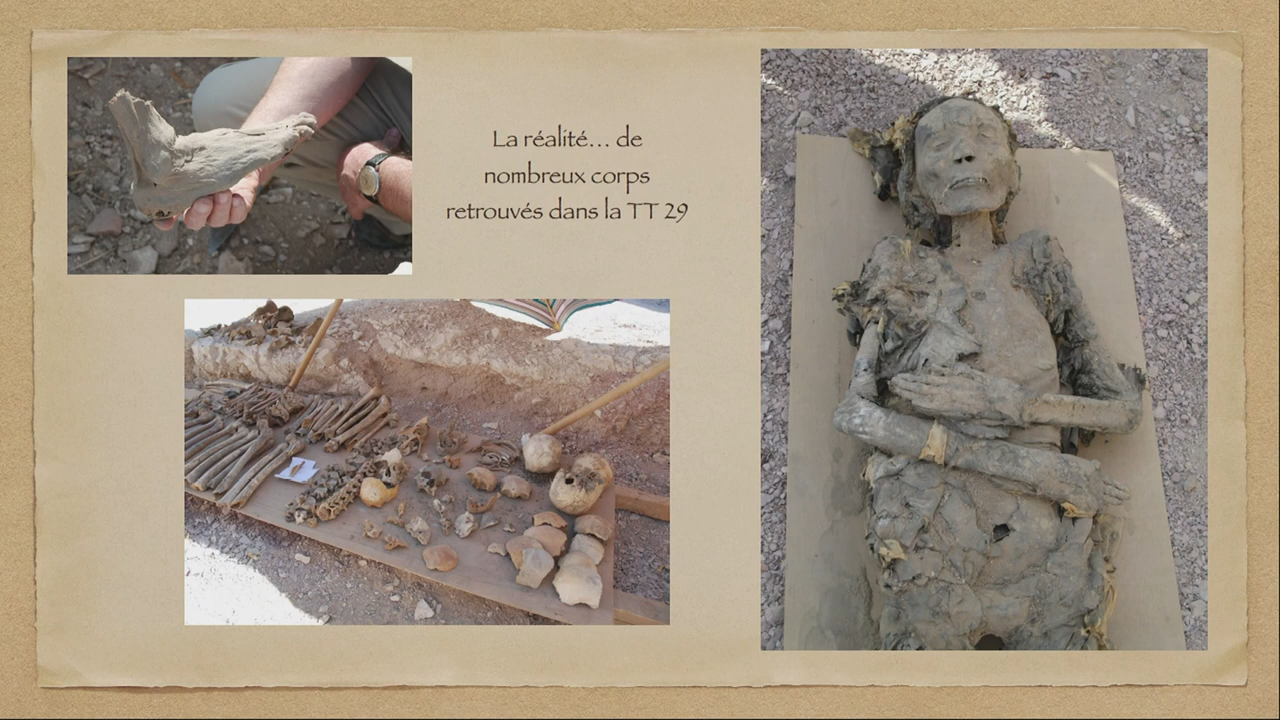 La réalité… de
nombreux corps
retrouvés dans la TT 29